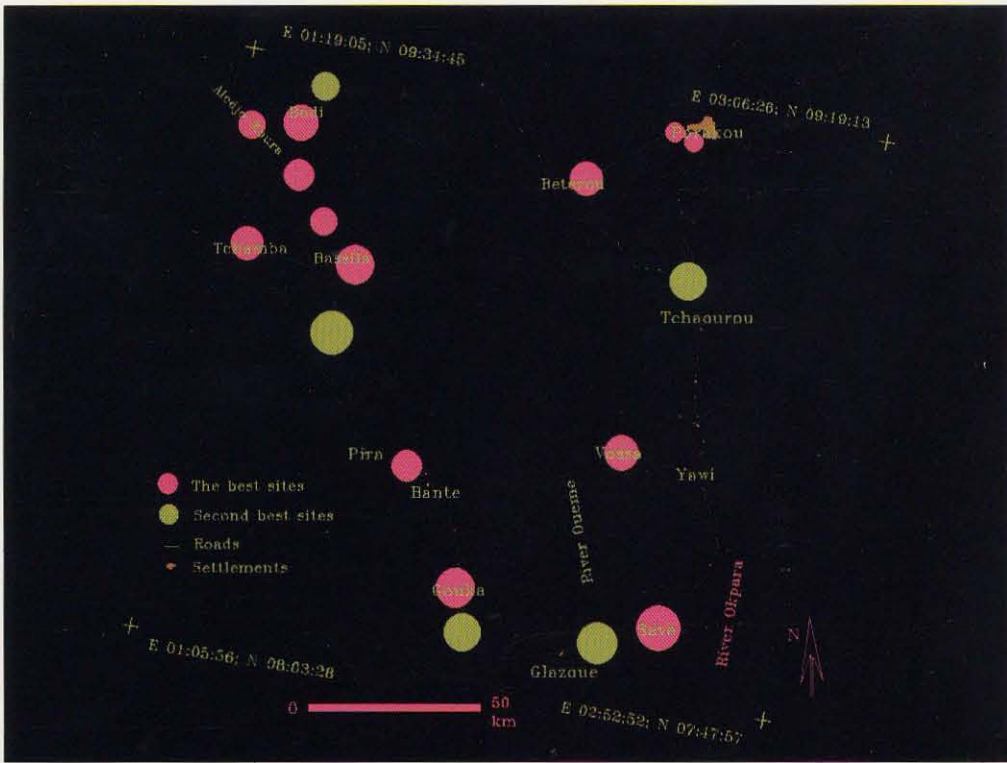 E 01:19:05; N 09:34:45
E 03:06:26; N 09:19:13
Parakou
Beterou
Tchamba
Bassila
Tchaourou
Pira
Bante
Yawi
The best sites
Second best sites
Roads
Settlements
River Oueme
River Okpara
Gouka
Save
Glazoue
N
E 01:05:56; N 08:03:28
0
50
km
E 02:52:52; N 07:47:57